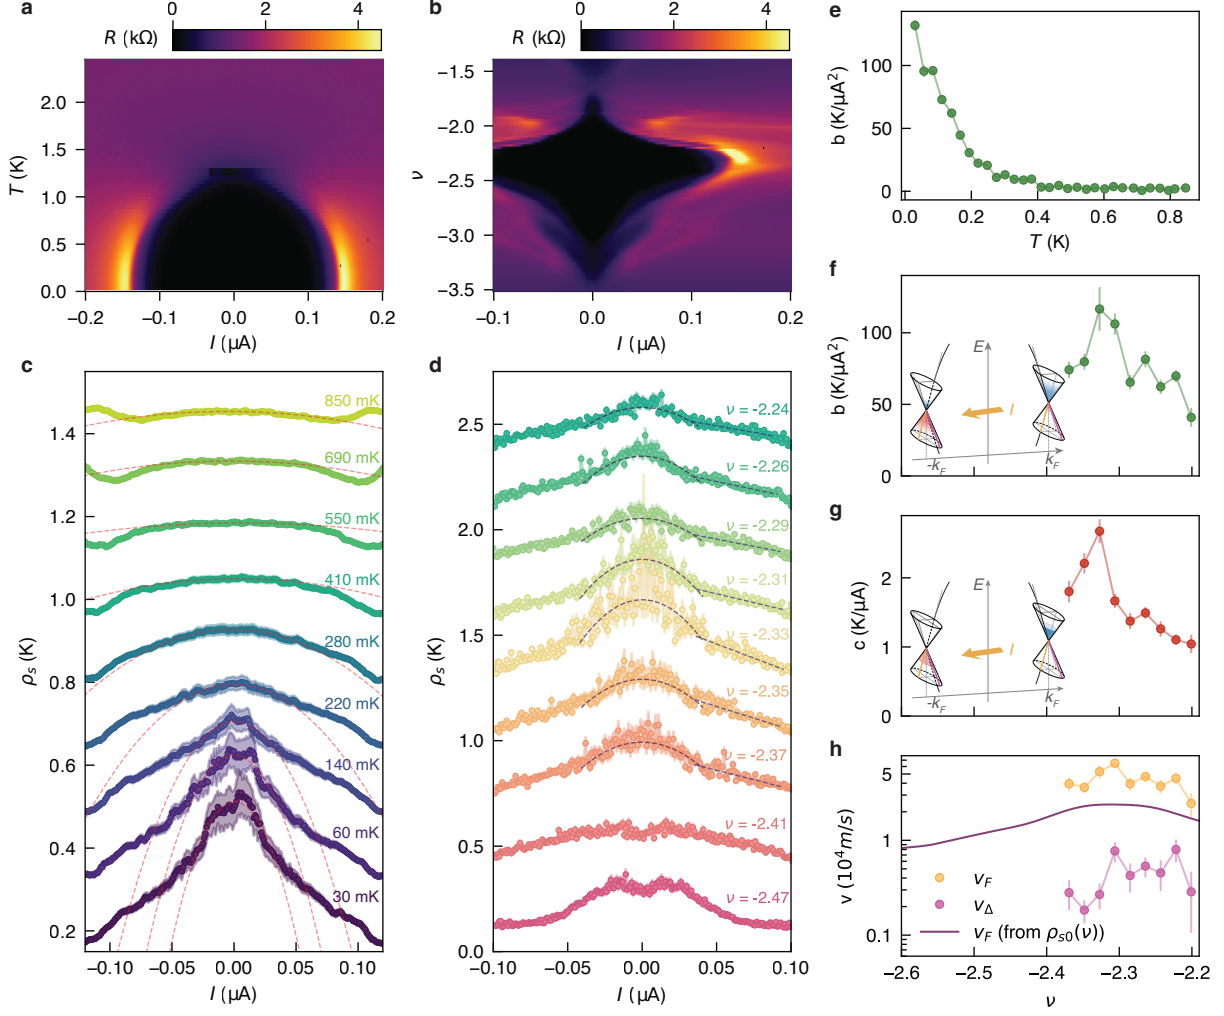 a
0 2 4
R (kΩ)
2.0
1.5
1.0
0.5
0.0
T (K)
−0.2 −0.1 0.0 0.1 0.2
I (μA)
b
0 2 4
R (kΩ)
−1.5
−2.0
−2.5
−3.0
−3.5
ν
−0.1 0.0 0.1 0.2
I (μA)
c
850 mK
690 mK
550 mK
410 mK
280 mK
220 mK
140 mK
60 mK
30 mK
1.4
1.2
1.0
0.8
0.6
0.4
0.2
ρs (K)
−0.10 −0.05 0.00 0.05 0.10
I (μA)
d
ν = -2.24
ν = -2.26
ν = -2.29
ν = -2.31
ν = -2.33
ν = -2.35
ν = -2.37
ν = -2.41
ν = -2.47
2.5
2.0
1.5
1.0
0.5
0.0
ρs (K)
−0.10 −0.05 0.00 0.05 0.10
I (μA)
e
100
50
0
b (K/μA²)
0.0 0.2 0.4 0.6 0.8
T (K)
f
100
50
0
b (K/μA²)
E
I
-kF
kF
g
2
1
0
c (K/μA)
E
I
-kF
kF
h
5
1
0.1
v (10⁴m/s)
vF
vΔ
vF (from ρs0(ν))
−2.6 −2.5 −2.4 −2.3 −2.2
ν